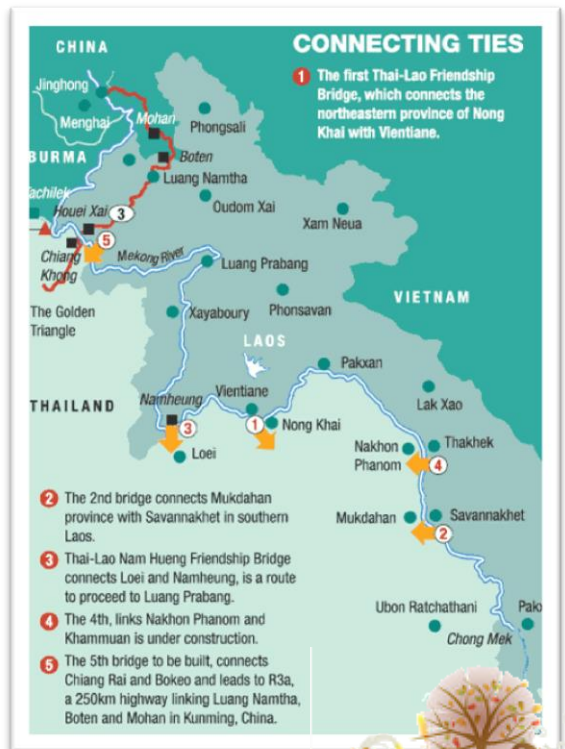 CHINA
CONNECTING TIES
1 The first Thai-Lao Friendship
Bridge, which connects the
northeastern province of Nong
Khai with Vientiane.
Jinghong
Menghai
Mohan
Phongsali
BURMA
Boten
Luang Namtha
Tachilek
Houei Xai
3
Oudom Xai
Xam Neua
5
Chiang
Khong
Mekong River
Luang Prabang
The Golden
Triangle
Xayaboury
Phonsavan
VIETNAM
LAOS
Pakxan
THAILAND
Namheung
Vientiane
Lak Xao
3
1
Nong Khai
Loei
Nakhon
Phanom
Thakhek
4
Mukdahan
Savannakhet
2
2 The 2nd bridge connects Mukdahan
province with Savannakhet in southern
Laos.
3 Thai-Lao Nam Hueng Friendship Bridge
connects Loei and Namheung, is a route
to proceed to Luang Prabang.
4 The 4th, links Nakhon Phanom and
Khammuan is under construction.
5 The 5th bridge to be built, connects
Chiang Rai and Bokeo and leads to R3a,
a 250km highway linking Luang Namtha,
Boten and Mohan in Kunming, China.
Ubon Ratchathani
Chong Mek